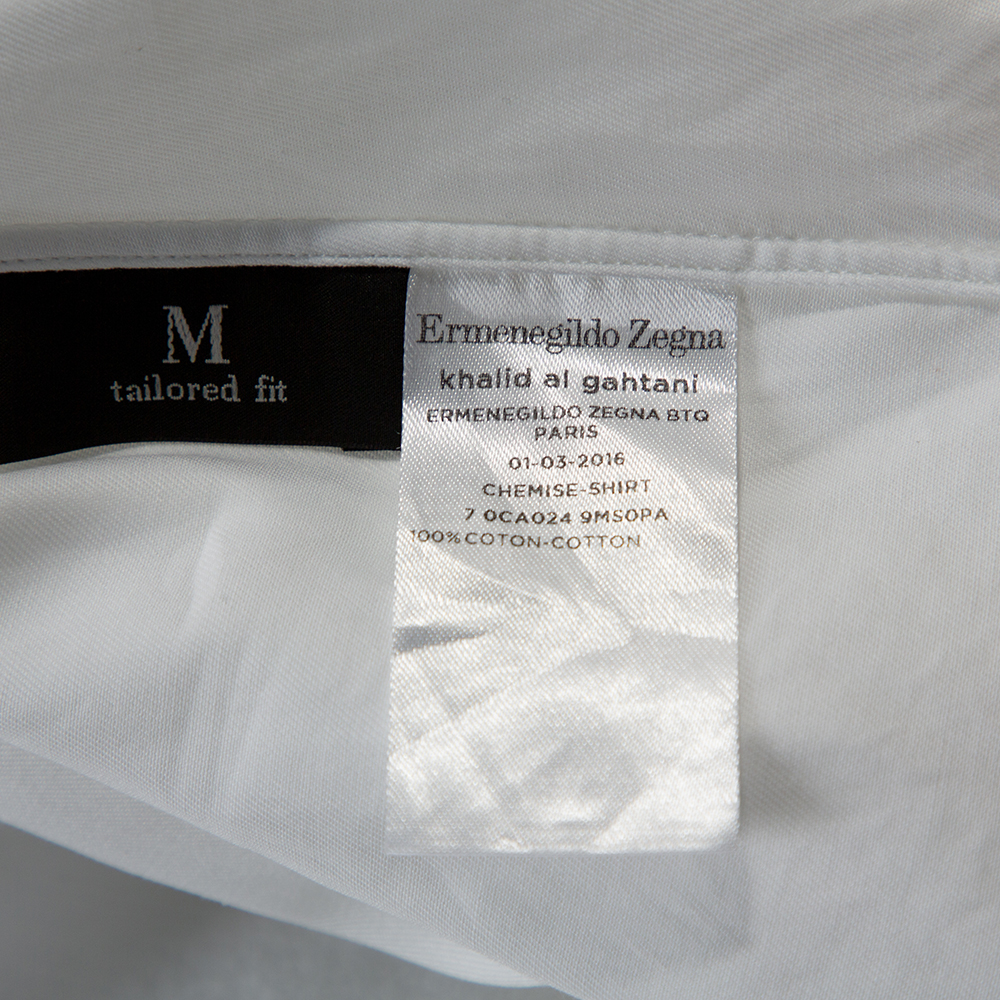 M
tailored fit
Ermenegildo Zegna
khalid al gahtani
ERMENEGILDO ZEGNA BTQ
PARIS
01-03-2016
CHEMISE-SHIRT
7 0CA024 9MS0PA
100% COTON-COTTON